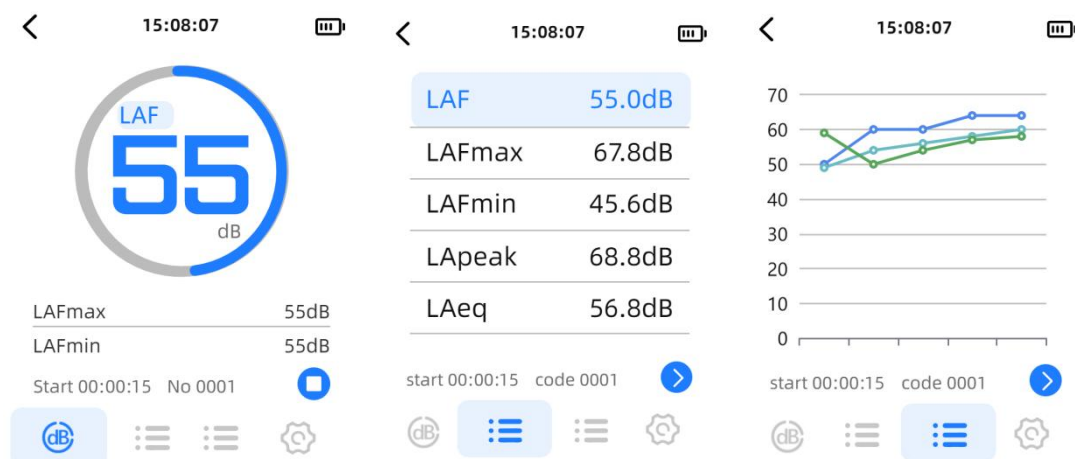 15:08:07
LAF
55
dB
LAFmax 55dB
LAFmin 55dB
Start 00:00:15 No 0001
dB
15:08:07
LAF 55.0dB
LAFmax 67.8dB
LAFmin 45.6dB
LApeak 68.8dB
LAeq 56.8dB
start 00:00:15 code 0001
dB
15:08:07
70
60
50
40
30
20
10
0
start 00:00:15 code 0001
dB